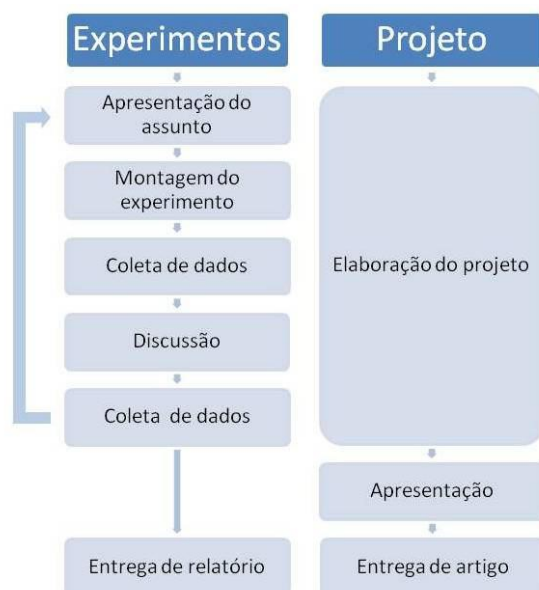 Experimentos
Apresentação do
assunto
Montagem do
experimento
Coleta de dados
Discussão
Coleta de dados
Entrega de relatório
Projeto
Elaboração do projeto
Apresentação
Entrega de artigo